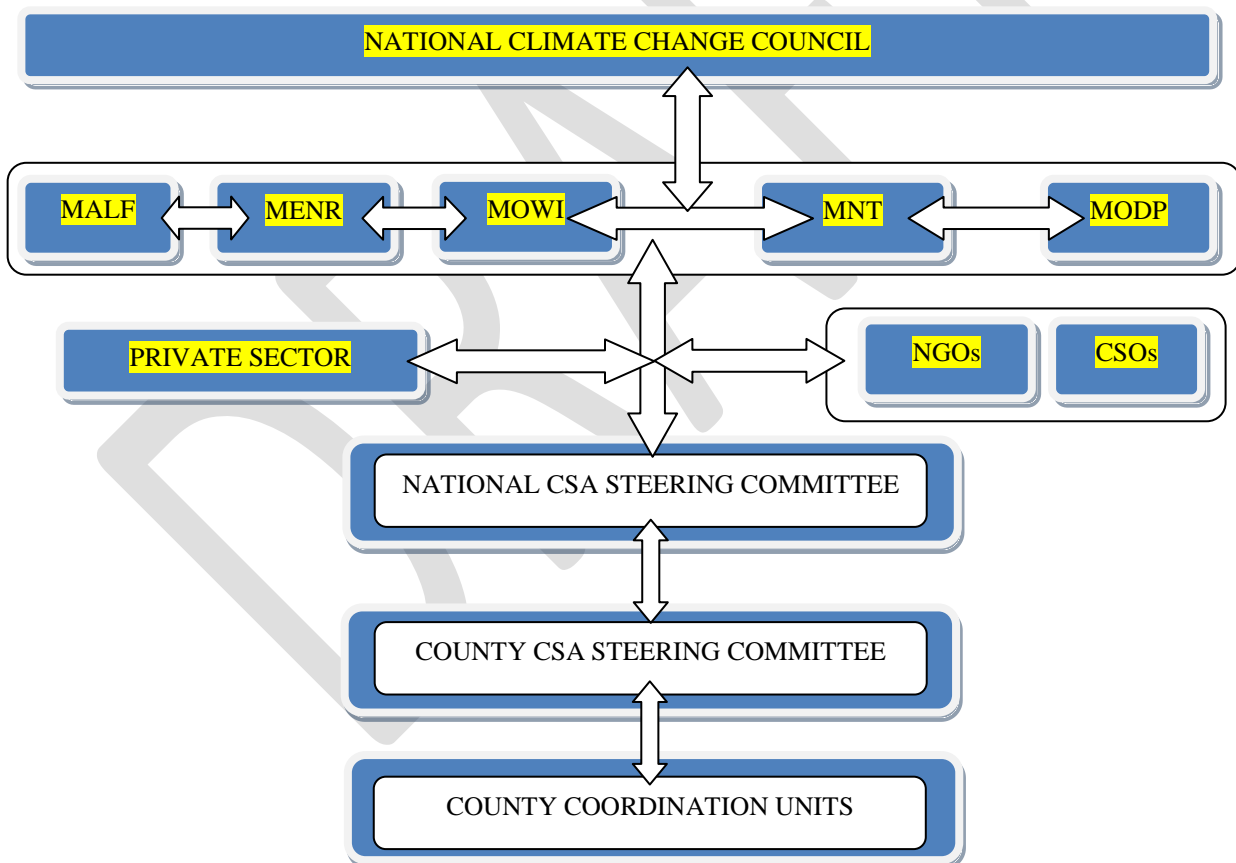 NATIONAL CLIMATE CHANGE COUNCIL
MALF
MENR
MOWI
MNT
MODP
PRIVATE SECTOR
NGOs
CSOs
NATIONAL CSA STEERING COMMITTEE
COUNTY CSA STEERING COMMITTEE
COUNTY COORDINATION UNITS